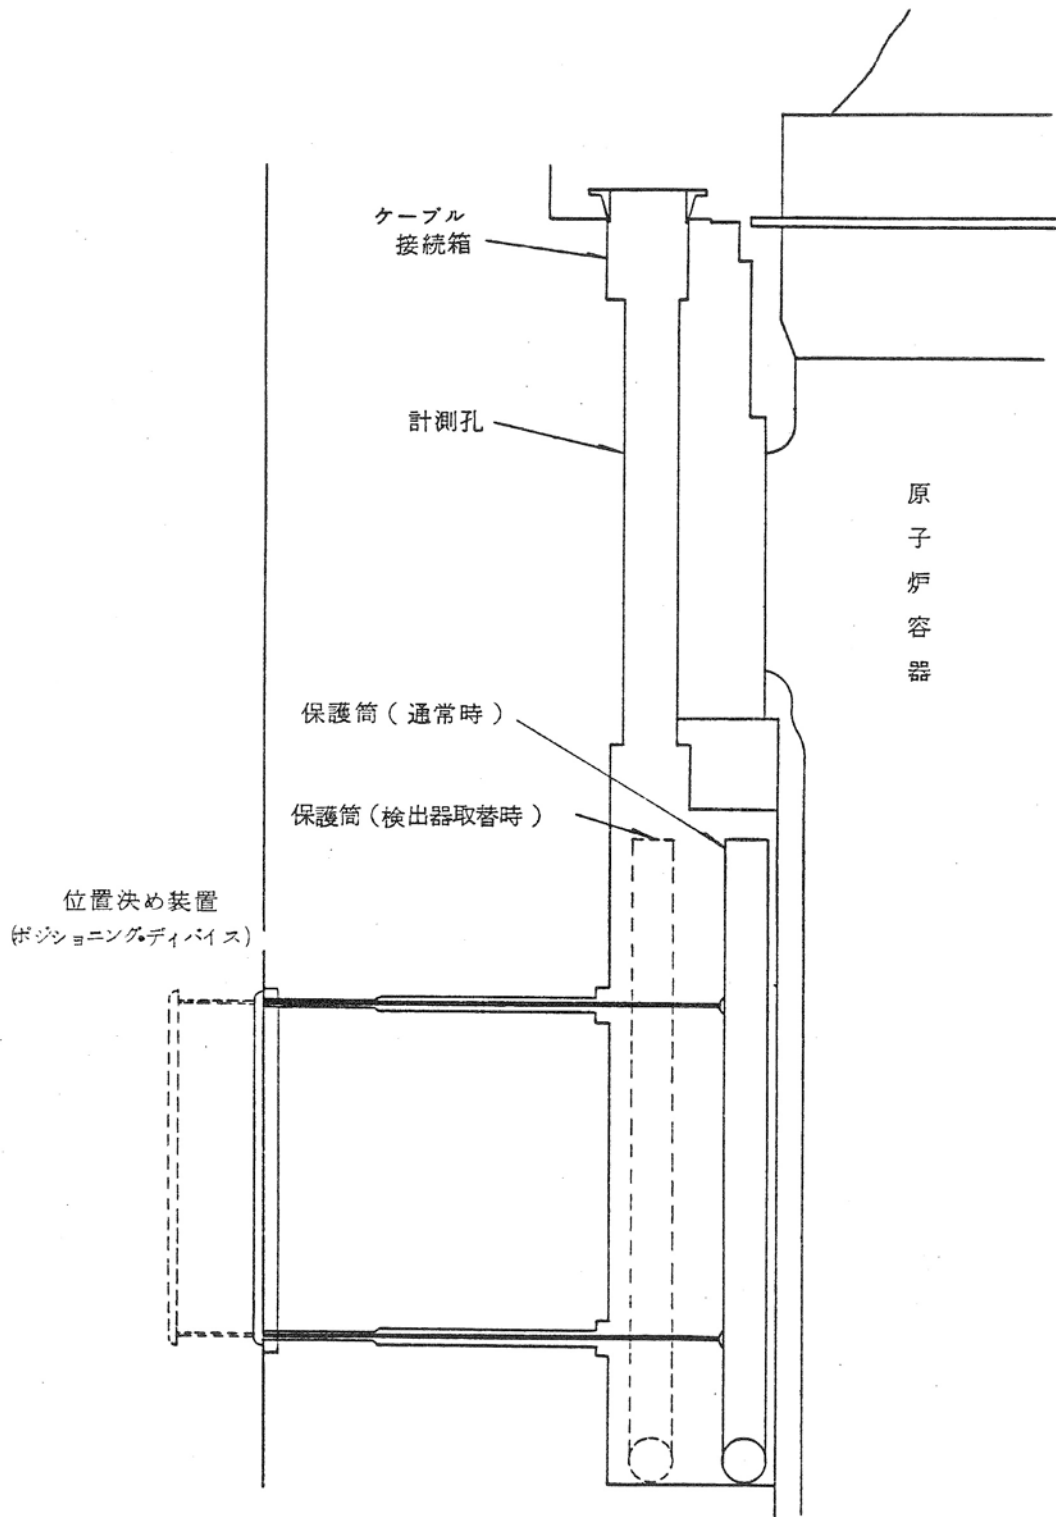 ケーブル
接続箱
計測孔
原子炉容器
保護筒(通常時)
保護筒(検出器取替時)
位置決め装置
(ポジショニング・ディバイス)